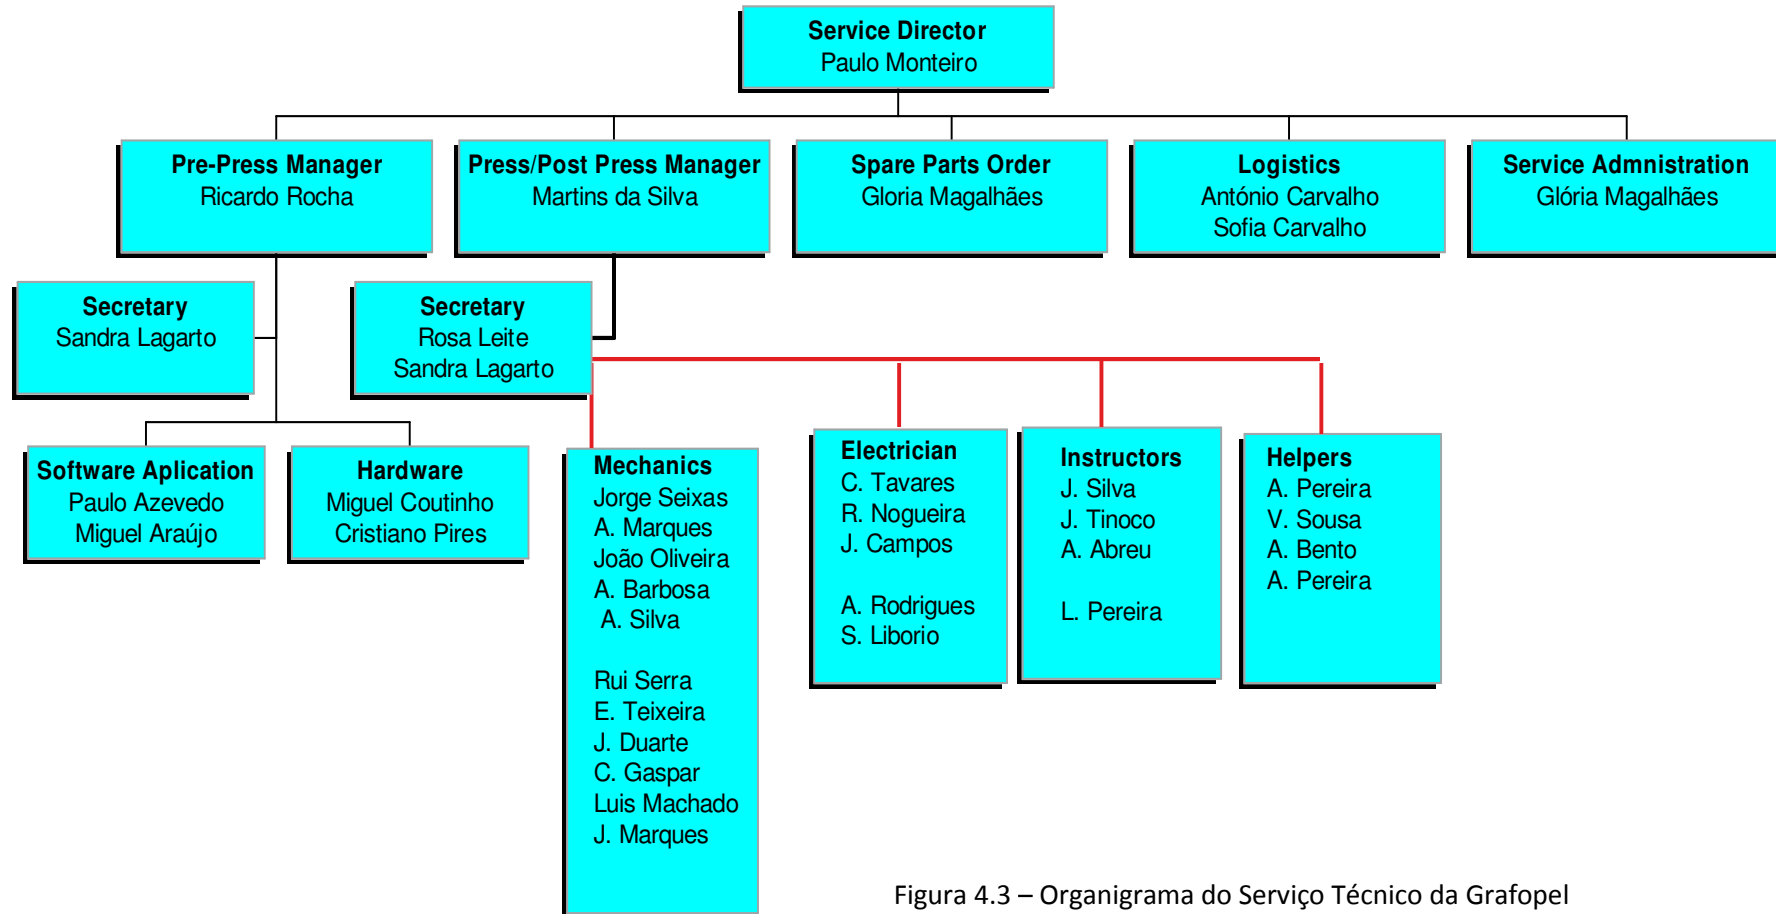 Service Director
Paulo Monteiro
Pre-Press Manager
Ricardo Rocha
Press/Post Press Manager
Martins da Silva
Spare Parts Order
Gloria Magalhães
Logistics
António Carvalho
Sofia Carvalho
Service Admnistration
Glória Magalhães
Secretary
Sandra Lagarto
Secretary
Rosa Leite
Sandra Lagarto
Software Aplication
Paulo Azevedo
Miguel Araújo
Hardware
Miguel Coutinho
Cristiano Pires
Mechanics
Jorge Seixas
A. Marques
João Oliveira
A. Barbosa
A. Silva
Rui Serra
E. Teixeira
J. Duarte
C. Gaspar
Luis Machado
J. Marques
Electrician
C. Tavares
R. Nogueira
J. Campos
A. Rodrigues
S. Liborio
Instructors
J. Silva
J. Tinoco
A. Abreu
L. Pereira
Helpers
A. Pereira
V. Sousa
A. Bento
A. Pereira
Figura 4.3 – Organigrama do Serviço Técnico da Grafopel